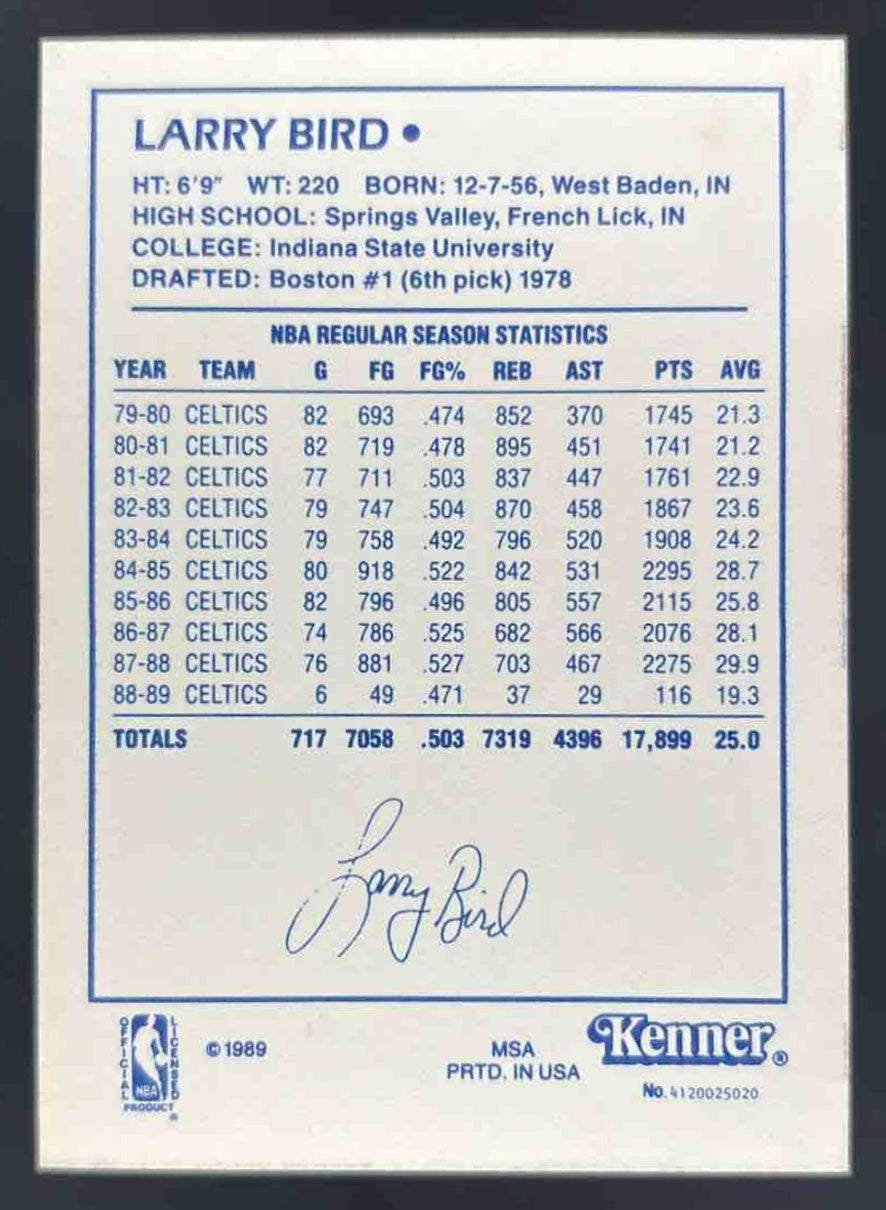 LARRY BIRD •
HT: 6'9" WT: 220 BORN: 12-7-56, West Baden, IN
HIGH SCHOOL: Springs Valley, French Lick, IN
COLLEGE: Indiana State University
DRAFTED: Boston #1 (6th pick) 1978
NBA REGULAR SEASON STATISTICS
YEAR TEAM G FG FG% REB AST PTS AVG
79-80 CELTICS 82 693 .474 852 370 1745 21.3
80-81 CELTICS 82 719 .478 895 451 1741 21.2
81-82 CELTICS 77 711 .503 837 447 1761 22.9
82-83 CELTICS 79 747 .504 870 458 1867 23.6
83-84 CELTICS 79 758 .492 796 520 1908 24.2
84-85 CELTICS 80 918 .522 842 531 2295 28.7
85-86 CELTICS 82 796 .496 805 557 2115 25.8
86-87 CELTICS 74 786 .525 682 566 2076 28.1
87-88 CELTICS 76 881 .527 703 467 2275 29.9
88-89 CELTICS 6 49 .471 37 29 116 19.3
TOTALS 717 7058 .503 7319 4396 17,899 25.0
Larry Bird
OFFICIAL LICENSED
NBA
PRODUCT ®
© 1989
MSA
PRTD. IN USA
Kenner®
No. 4120025020